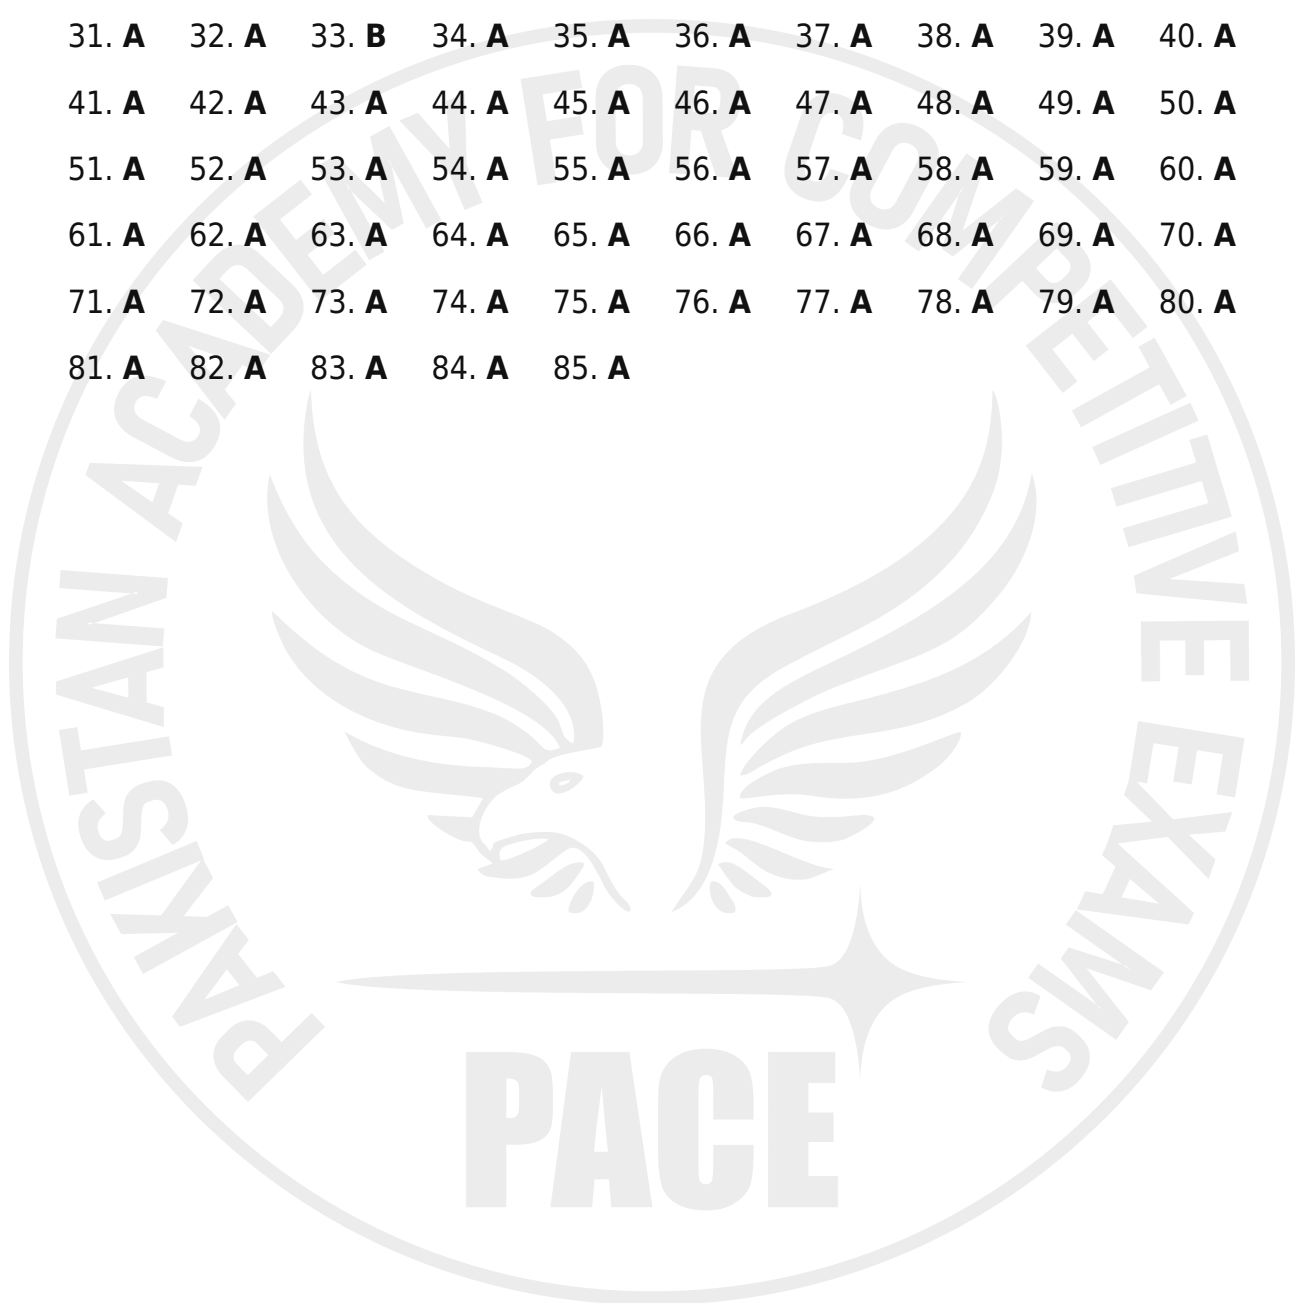 31. A 32. A 33. B 34. A 35. A 36. A 37. A 38. A 39. A 40. A
41. A 42. A 43. A 44. A 45. A 46. A 47. A 48. A 49. A 50. A
51. A 52. A 53. A 54. A 55. A 56. A 57. A 58. A 59. A 60. A
61. A 62. A 63. A 64. A 65. A 66. A 67. A 68. A 69. A 70. A
71. A 72. A 73. A 74. A 75. A 76. A 77. A 78. A 79. A 80. A
81. A 82. A 83. A 84. A 85. A
PAKISTAN ACADEMY FOR COMPETITIVE EXAMS
PACE